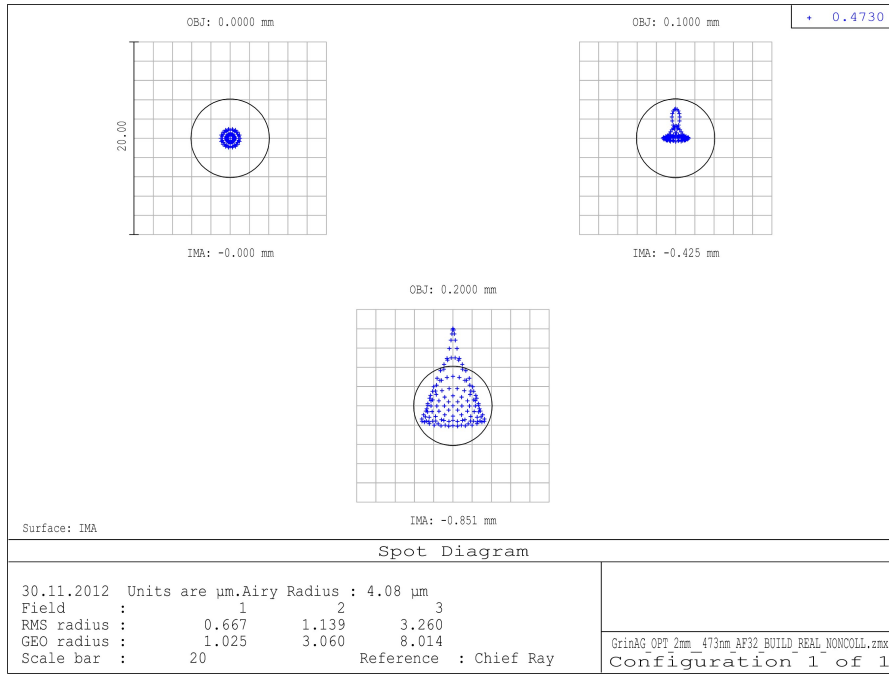 OBJ: 0.0000 mm
OBJ: 0.1000 mm
+ 0.4730
20.00
IMA: -0.000 mm
IMA: -0.425 mm
OBJ: 0.2000 mm
IMA: -0.851 mm
Surface: IMA
Spot Diagram
30.11.2012 Units are µm.Airy Radius : 4.08 µm
Field : 1 2 3
RMS radius : 0.667 1.139 3.260
GEO radius : 1.025 3.060 8.014
Scale bar : 20 Reference : Chief Ray
GrinAG_OPT_2mm__473nm_AF32_BUILD_REAL_NONCOLL.zmx
Configuration 1 of 1